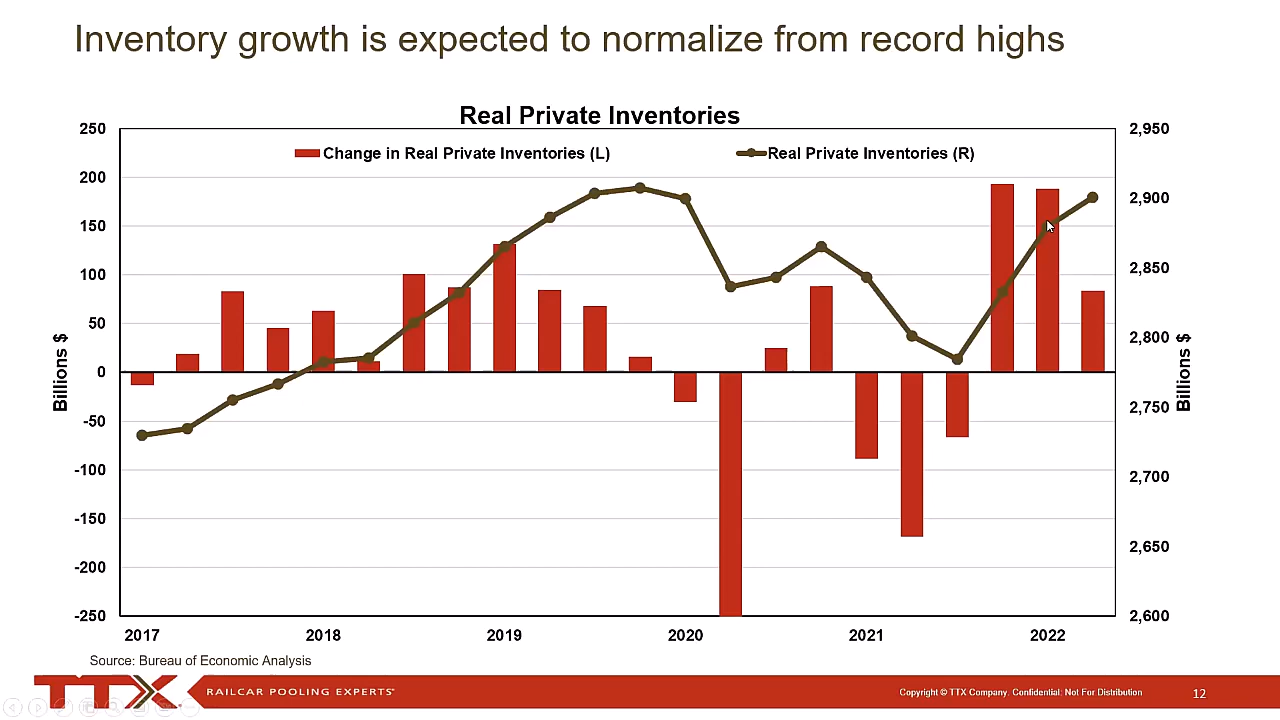 Inventory growth is expected to normalize from record highs
Real Private Inventories
Change in Real Private Inventories (L)
Real Private Inventories (R)
250
200
150
100
50
0
-50
-100
-150
-200
-250
Billions $
2,950
2,900
2,850
2,800
2,750
2,700
2,650
2,600
Billions $
2017 2018 2019 2020 2021 2022
Source: Bureau of Economic Analysis
TTX RAILCAR POOLING EXPERTS
Copyright © TTX Company, Confidential: Not For Distribution
12